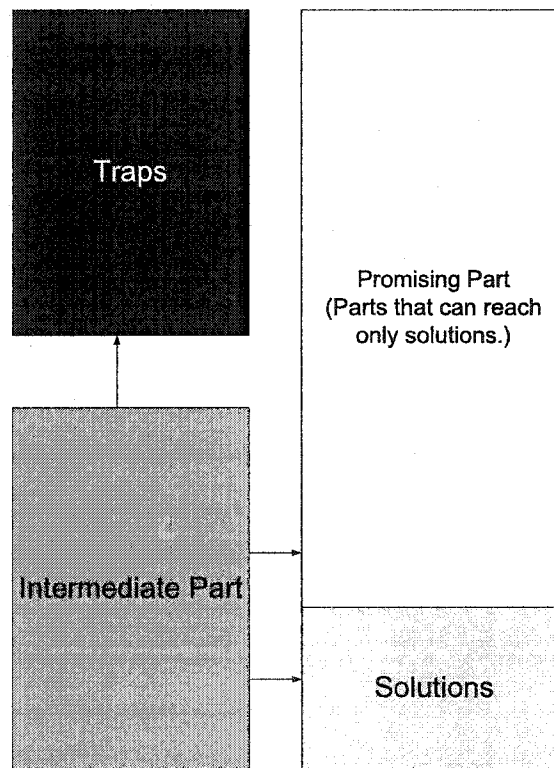 Traps
Promising Part
(Parts that can reach
only solutions.)
Intermediate Part
Solutions